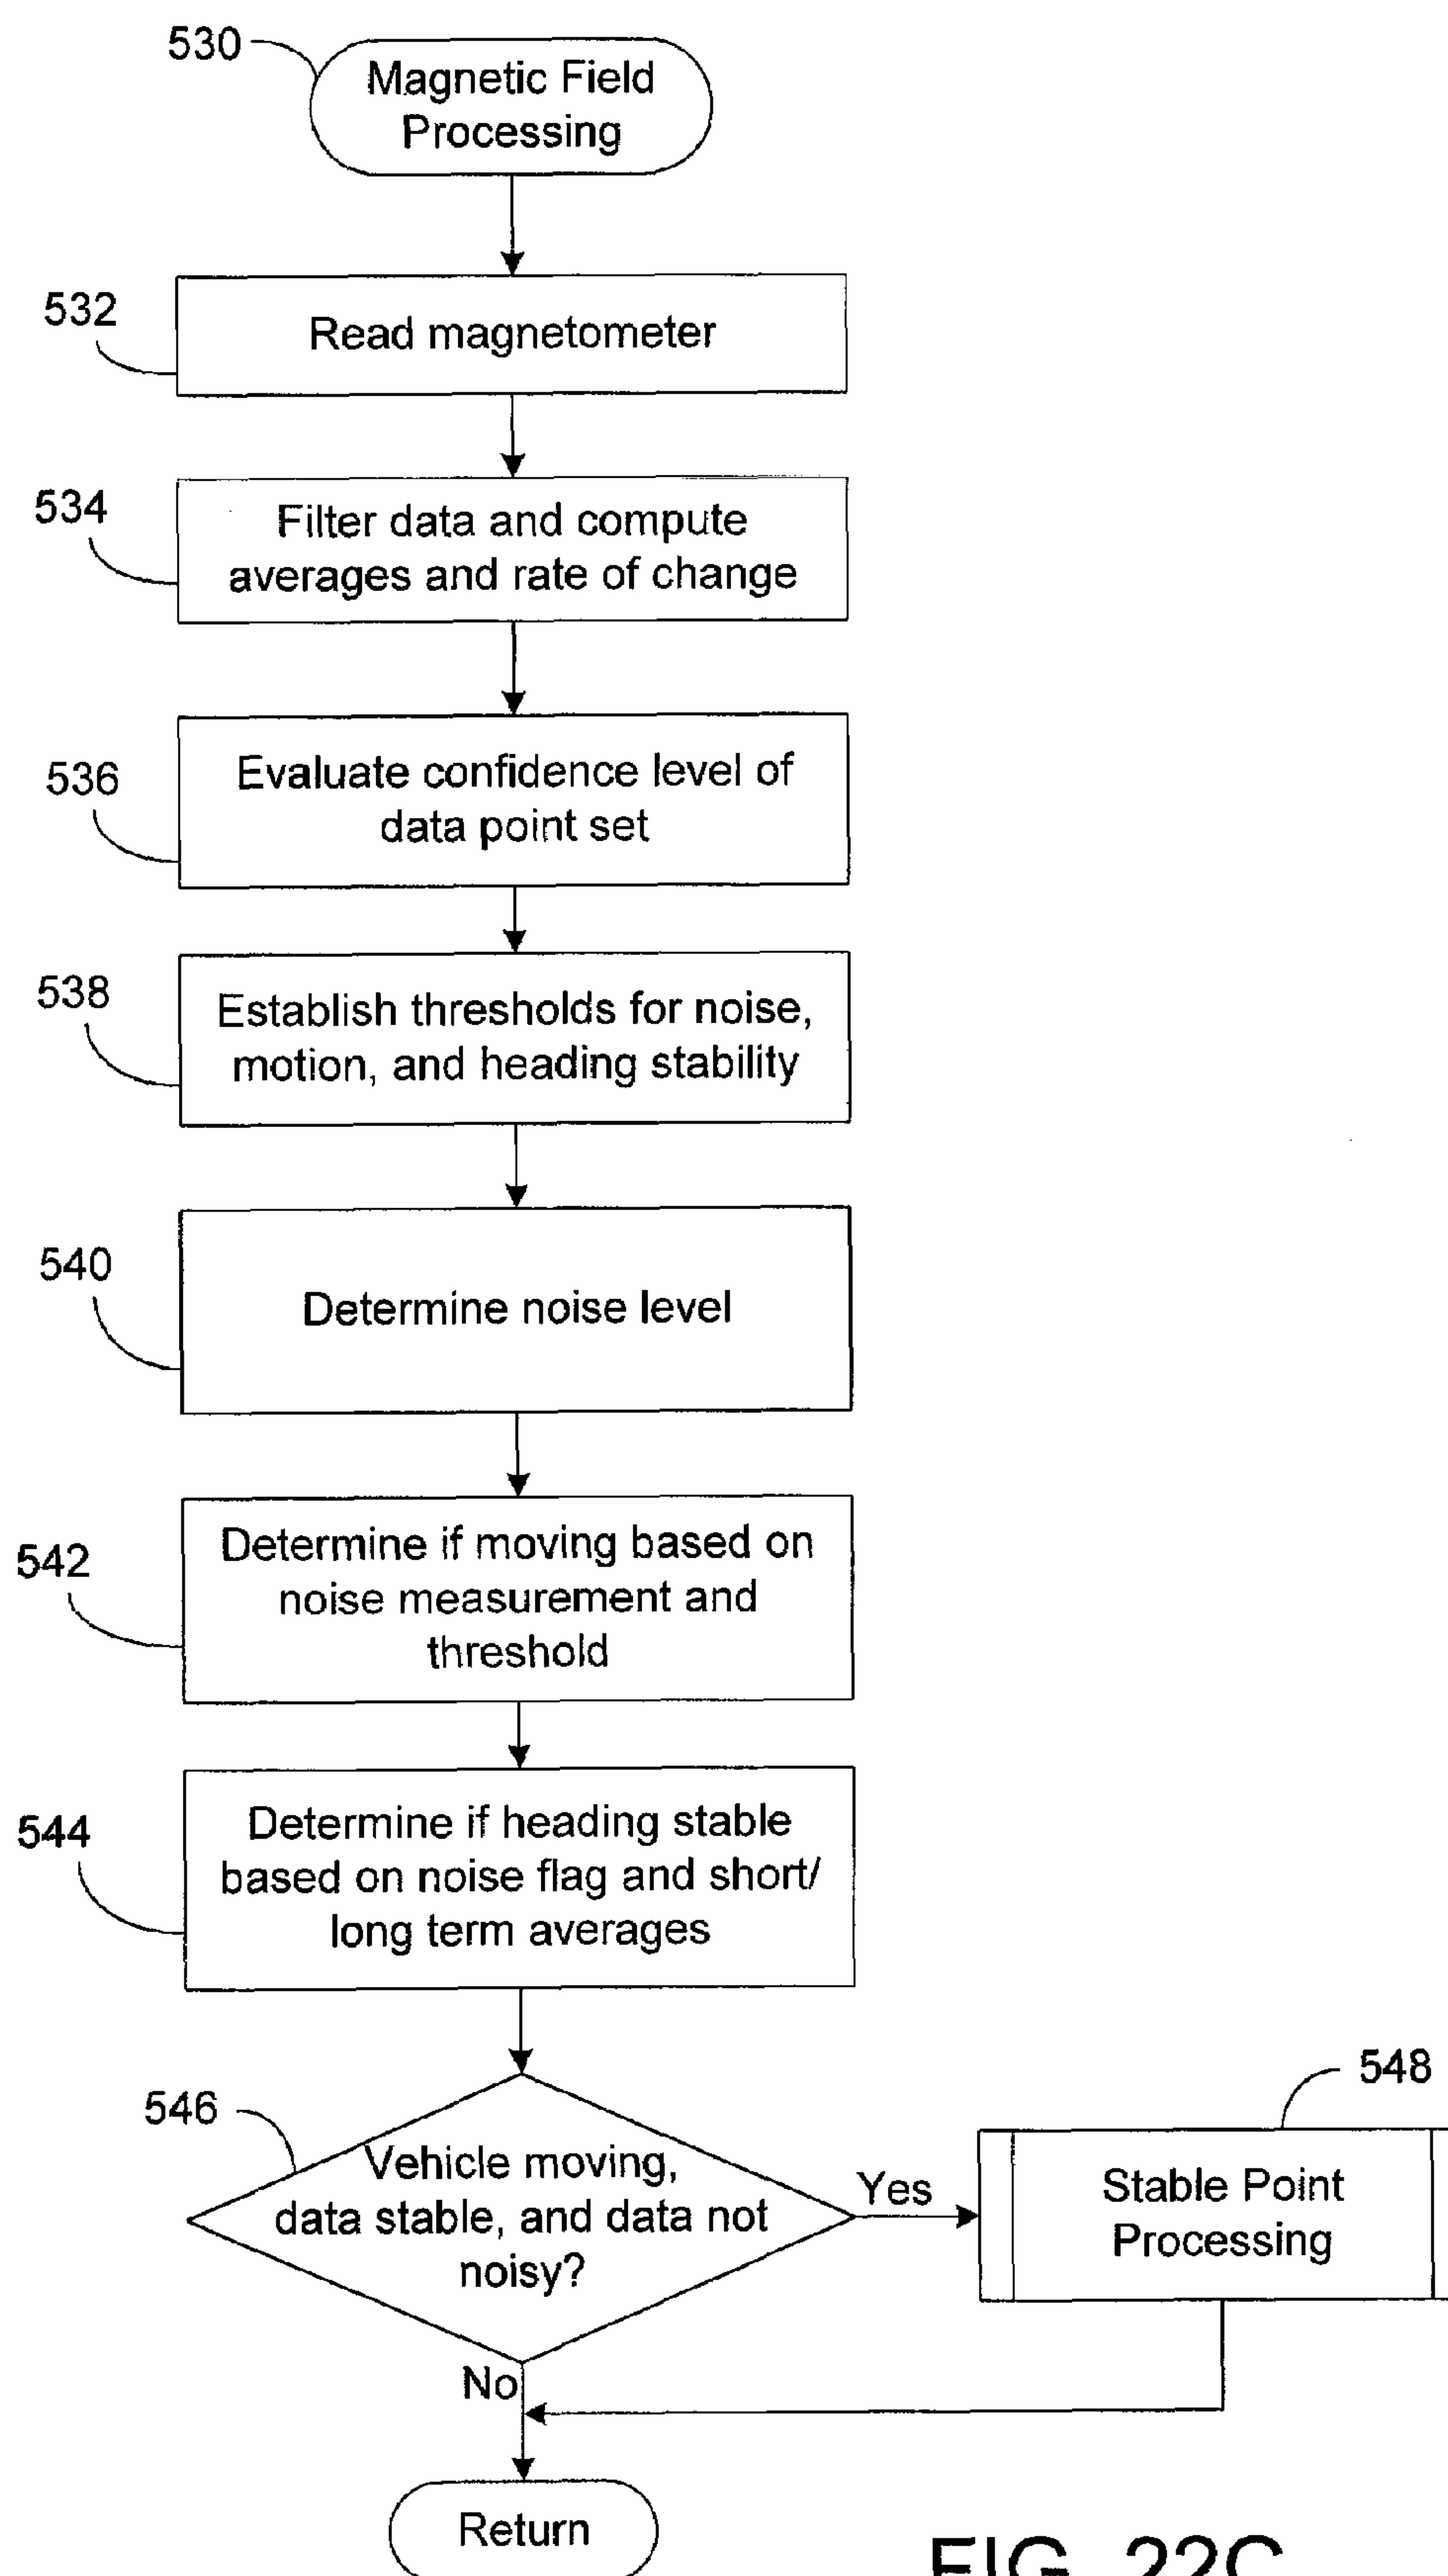 530
Magnetic Field
Processing
532
Read magnetometer
534
Filter data and compute
averages and rate of change
536
Evaluate confidence level of
data point set
538
Establish thresholds for noise,
motion, and heading stability
540
Determine noise level
542
Determine if moving based on
noise measurement and
threshold
544
Determine if heading stable
based on noise flag and short/
long term averages
546
Vehicle moving,
data stable, and data not
noisy?
Yes
548
Stable Point
Processing
No
Return
FIG. 22C